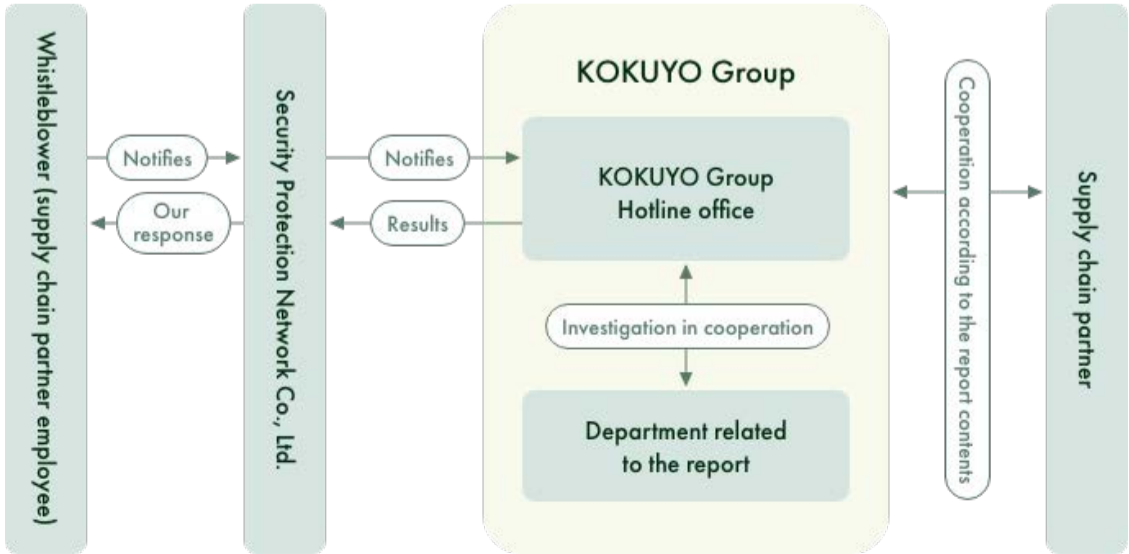 Whistleblower (supply chain partner employee)
Notifies
Our
response
Security Protection Network Co., Ltd.
Notifies
Results
KOKUYO Group
KOKUYO Group
Hotline office
Investigation in cooperation
Department related
to the report
Cooperation according to the report contents
Supply chain partner